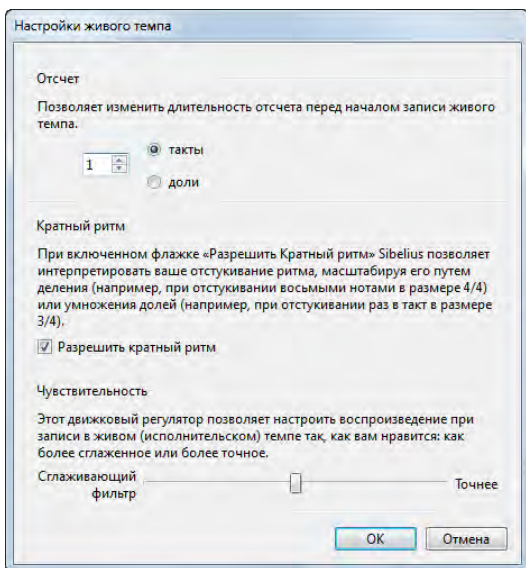 Настройки живого темпа
Отсчет
Позволяет изменить длительность отсчета перед началом записи живого
темпа.
1
такты
доли
Кратный ритм
При включенном флажке «Разрешить Кратный ритм» Sibelius позволяет
интерпретировать ваше отстукивание ритма, масштабируя его путем
деления (например, при отстукивании восьмыми нотами в размере 4/4)
или умножения долей (например, при отстукивании раз в такт в размере
3/4).
Разрешить кратный ритм
Чувствительность
Этот движковый регулятор позволяет настроить воспроизведение при
записи в живом (исполнительском) темпе так, как вам нравится: как
более сглаженное или более точное.
Сглаживающий
фильтр
Точнее
OK Отмена